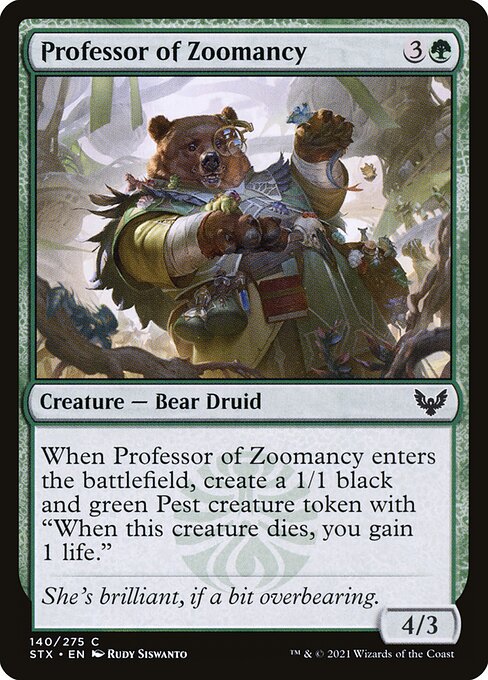 Professor of Zoomancy 3
Creature — Bear Druid
When Professor of Zoomancy enters
the battlefield, create a 1/1 black
and green Pest creature token with
“When this creature dies, you gain
1 life.”
She’s brilliant, if a bit overbearing.
4/3
140/275 C
STX • EN Rudy Siswanto
™ & © 2021 Wizards of the Coast